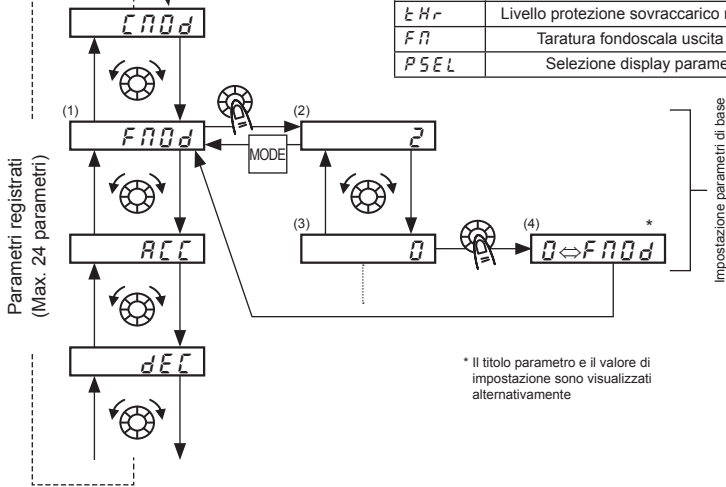 tHr Livello protezione sovraccarico
FM Taratura fondoscala uscita
PSEL Selezione display
CMOd
(1)
FMOd
MODE
(2)
2
(3)
0
(4)
*
0⇔FMOd
ACC
dEC
Parametri registrati
(Max. 24 parametri)
Impostazione parametri di base
* Il titolo parametro e il valore di
impostazione sono visualizzati
alternativamente